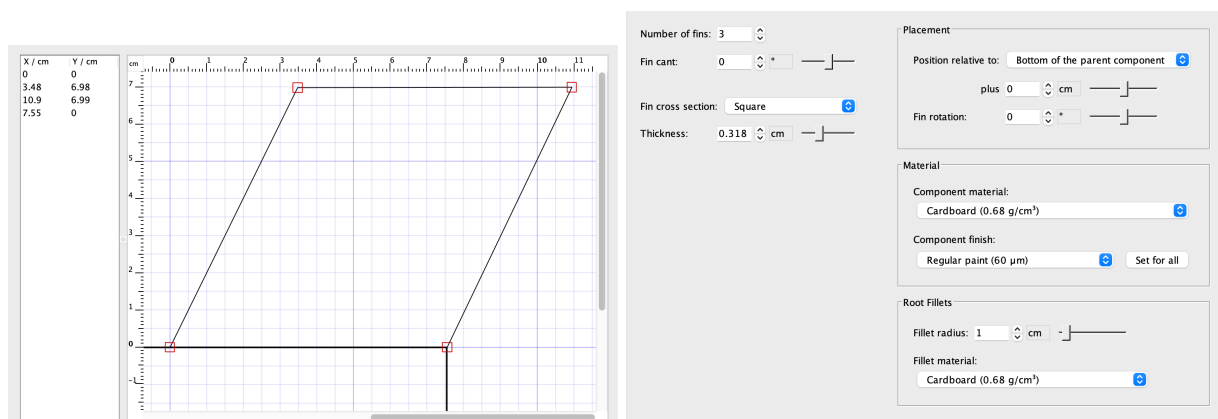 X / cm Y / cm
0 0
3.48 6.98
10.9 6.99
7.55 0
cm 0 1 2 3 4 5 6 7 8 9 10 11
7
6
5
4
3
2
1
0
-1
Number of fins: 3
Fin cant: 0 °
Fin cross section: Square
Thickness: 0.318 cm
Placement
Position relative to: Bottom of the parent component
plus 0 cm
Fin rotation: 0 °
Material
Component material:
Cardboard (0.68 g/cm³)
Component finish:
Regular paint (60 µm) Set for all
Root Fillets
Fillet radius: 1 cm
Fillet material:
Cardboard (0.68 g/cm³)